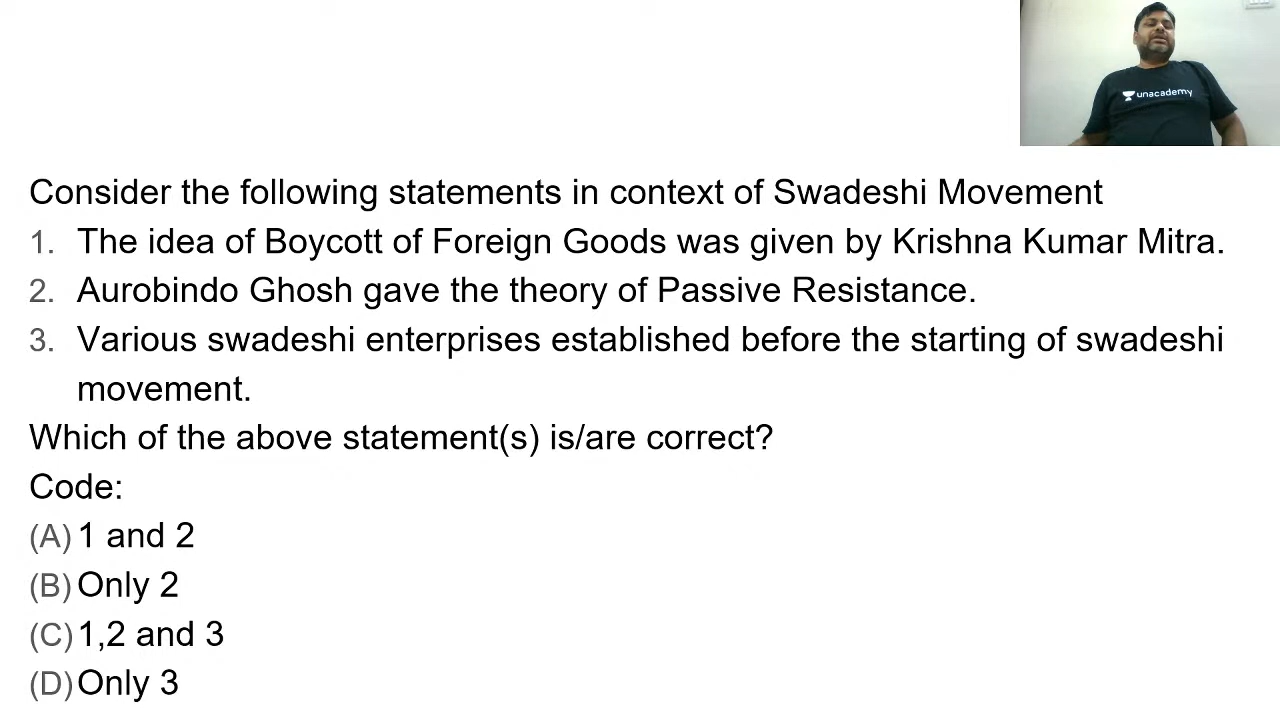 unacademy
Consider the following statements in context of Swadeshi Movement
1. The idea of Boycott of Foreign Goods was given by Krishna Kumar Mitra.
2. Aurobindo Ghosh gave the theory of Passive Resistance.
3. Various swadeshi enterprises established before the starting of swadeshi
movement.
Which of the above statement(s) is/are correct?
Code:
(A) 1 and 2
(B) Only 2
(C) 1,2 and 3
(D) Only 3